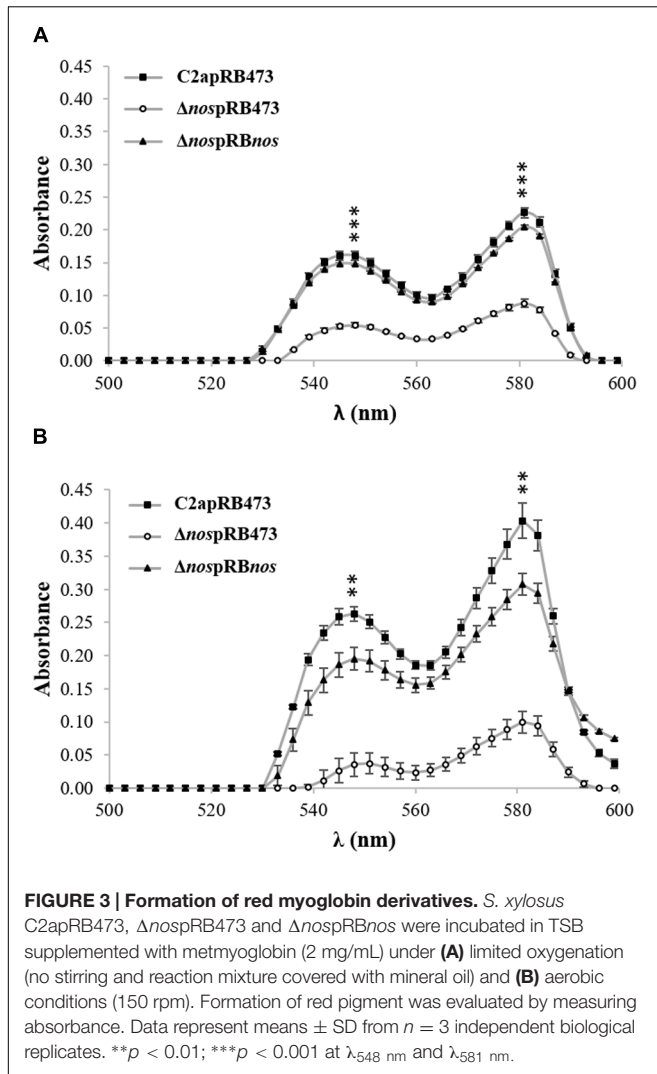 A
C2apRB473
ΔnospRB473
ΔnospRBnos
***
***
0.45
0.40
0.35
0.30
0.25
0.20
0.15
0.10
0.05
0.00
Absorbance
500 520 540 560 580 600
λ (nm)
B
C2apRB473
ΔnospRB473
ΔnospRBnos
**
**
0.45
0.40
0.35
0.30
0.25
0.20
0.15
0.10
0.05
0.00
Absorbance
500 520 540 560 580 600
λ (nm)
FIGURE 3 | Formation of red myoglobin derivatives. S. xylosus
C2apRB473, ΔnospRB473 and ΔnospRBnos were incubated in TSB
supplemented with metmyoglobin (2 mg/mL) under (A) limited oxygenation
(no stirring and reaction mixture covered with mineral oil) and (B) aerobic
conditions (150 rpm). Formation of red pigment was evaluated by measuring
absorbance. Data represent means ± SD from n = 3 independent biological
replicates. **p < 0.01; ***p < 0.001 at λ548 nm and λ581 nm.